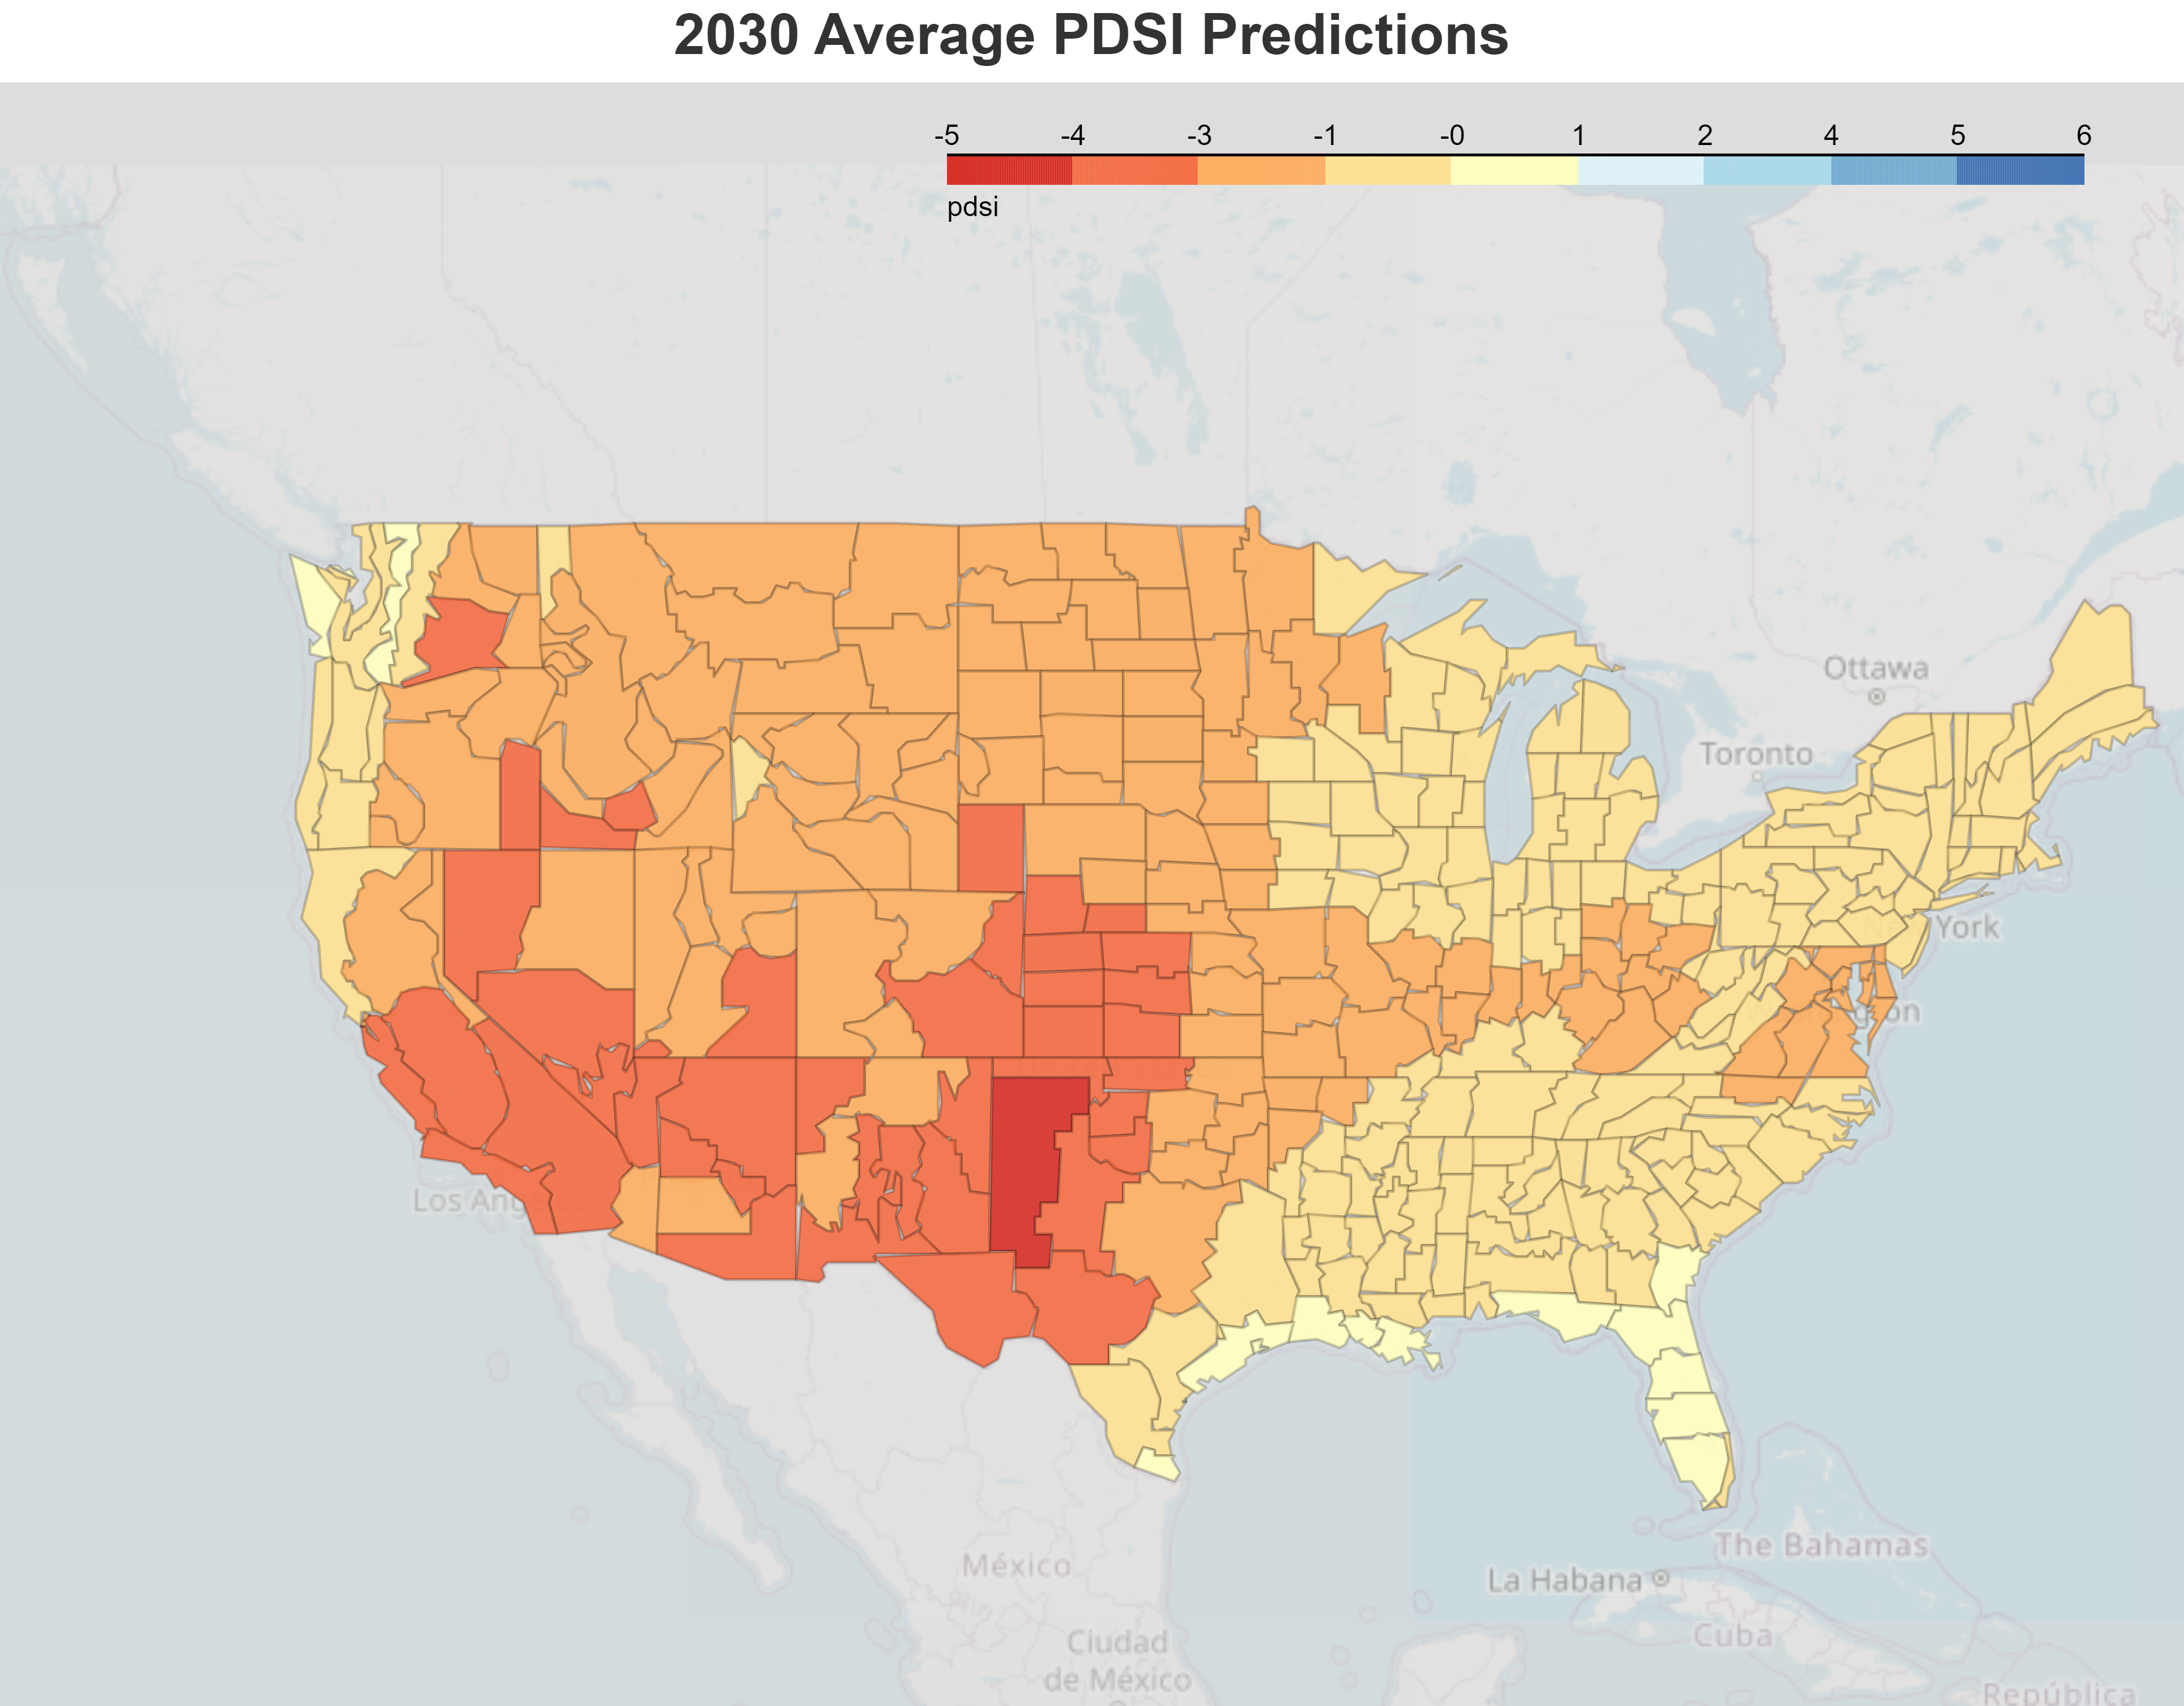 2030 Average PDSI Predictions
-5 -4 -3 -1 -0 1 2 4 5 6
pdsi
Ottawa
Toronto
York
Los Angeles
The Bahamas
La Habana
México
Cuba
Ciudad
de México
República